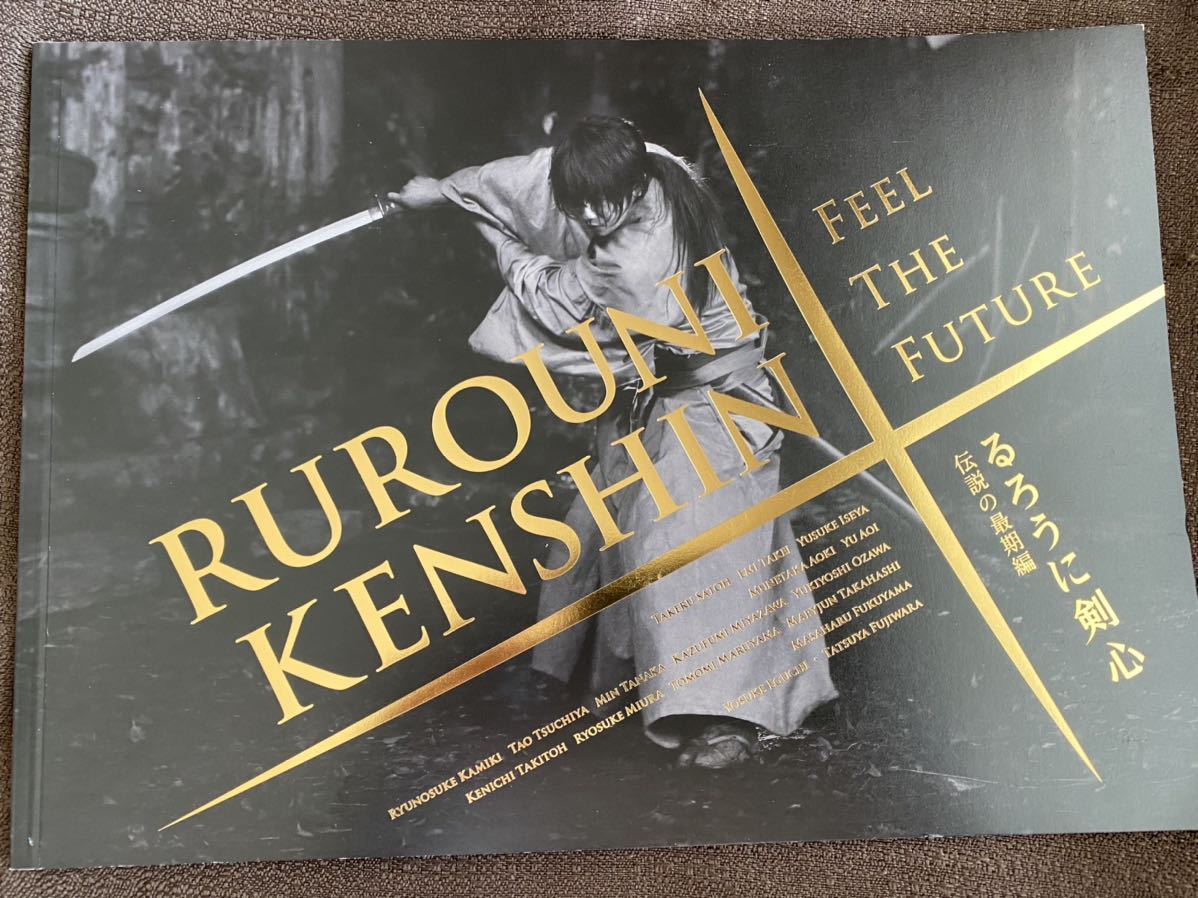 RUROUNI
KENSHIN
FEEL
THE
FUTURE
るろうに剣心
伝説の最期編
TAKERU SATOH EMI TAKEI YUSUKE ISEYA
MUNETAKA AOKI YU AOI
RYUNOSUKE KAMIKI TAO TSUCHIYA MIN TANAKA KAZUFUMI MIYAZAWA YUKIYOSHI OZAWA
KENICHI TAKITOH RYOSUKE MIURA TOMOMI MARUYAMA MARYJUN TAKAHASHI
MASAHARU FUKUYAMA
YOSUKE EGUCHI · TATSUYA FUJIWARA